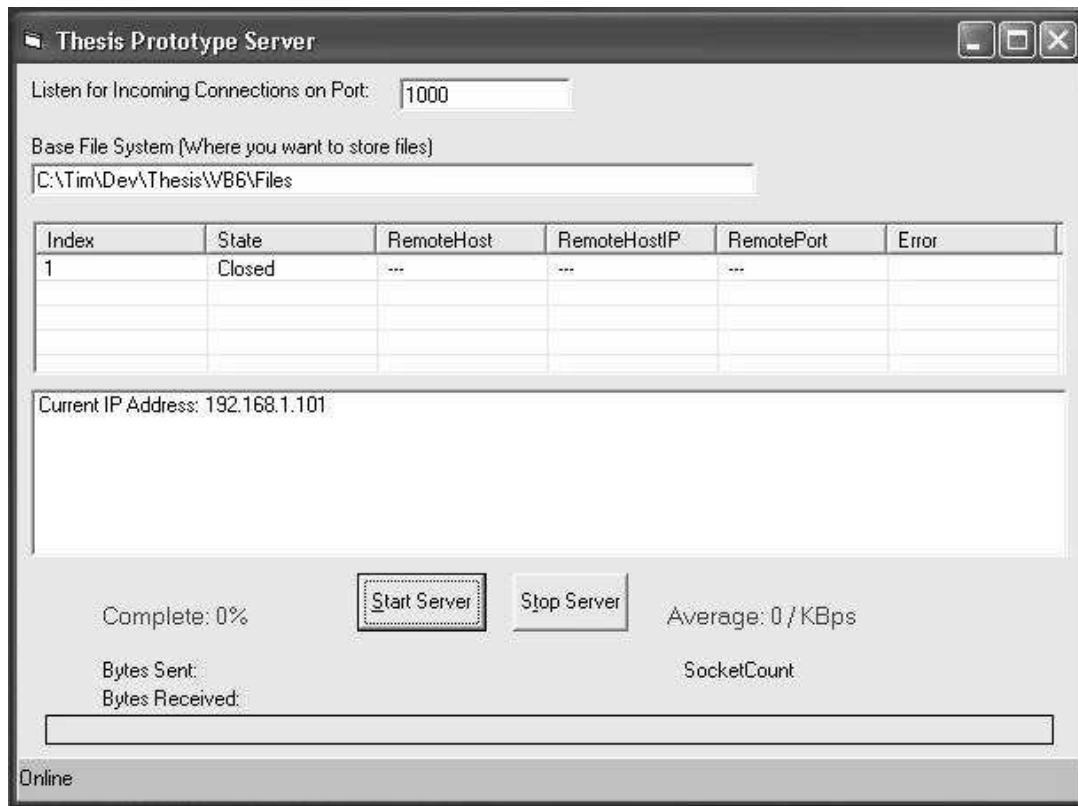 Thesis Prototype Server
Listen for Incoming Connections on Port: 1000
Base File System (Where you want to store files)
C:\Tim\Dev\Thesis\VB6\Files
Index State RemoteHost RemoteHostIP RemotePort Error
1 Closed --- --- ---
Current IP Address: 192.168.1.101
Start Server Stop Server
Complete: 0% Average: 0 / KBps
Bytes Sent: SocketCount
Bytes Received:
Online